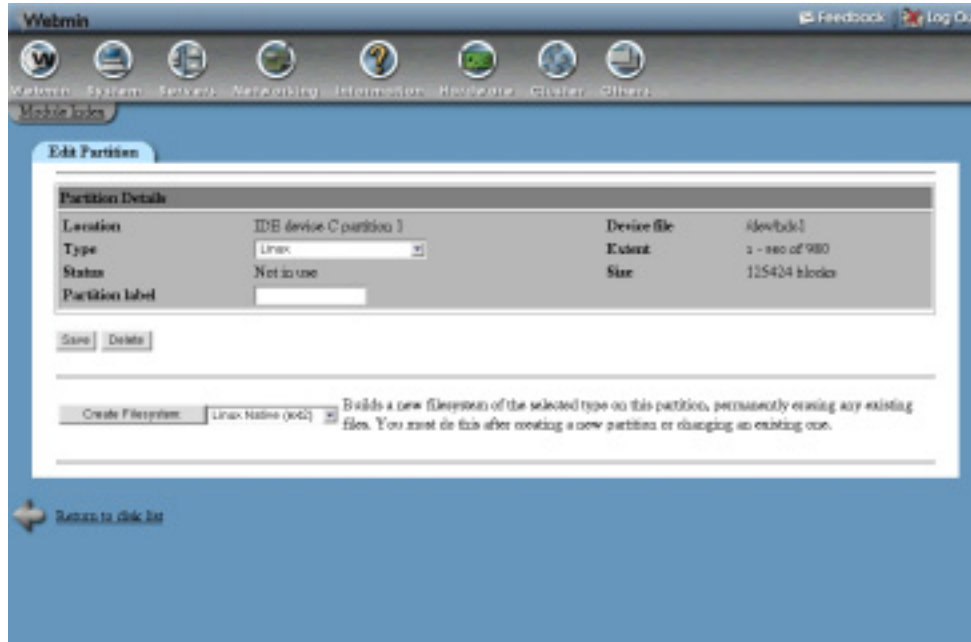 Webmin
Feedback Log Ou
Webmin System Servers Networking Information Hardware Cluster Others
Module Index
Edit Partition
Partition Details
Location IDE device C partition 1 Device file /dev/hdc1
Type Linux Extent 1 - of 980
Status Not in use Size 125424 blocks
Partition label
Save Delete
Create Filesystem Linux Native (ext2) Builds a new filesystem of the selected type on this partition, permanently erasing any existing
files. You must do this after creating a new partition or changing an existing one.
Return to disk list